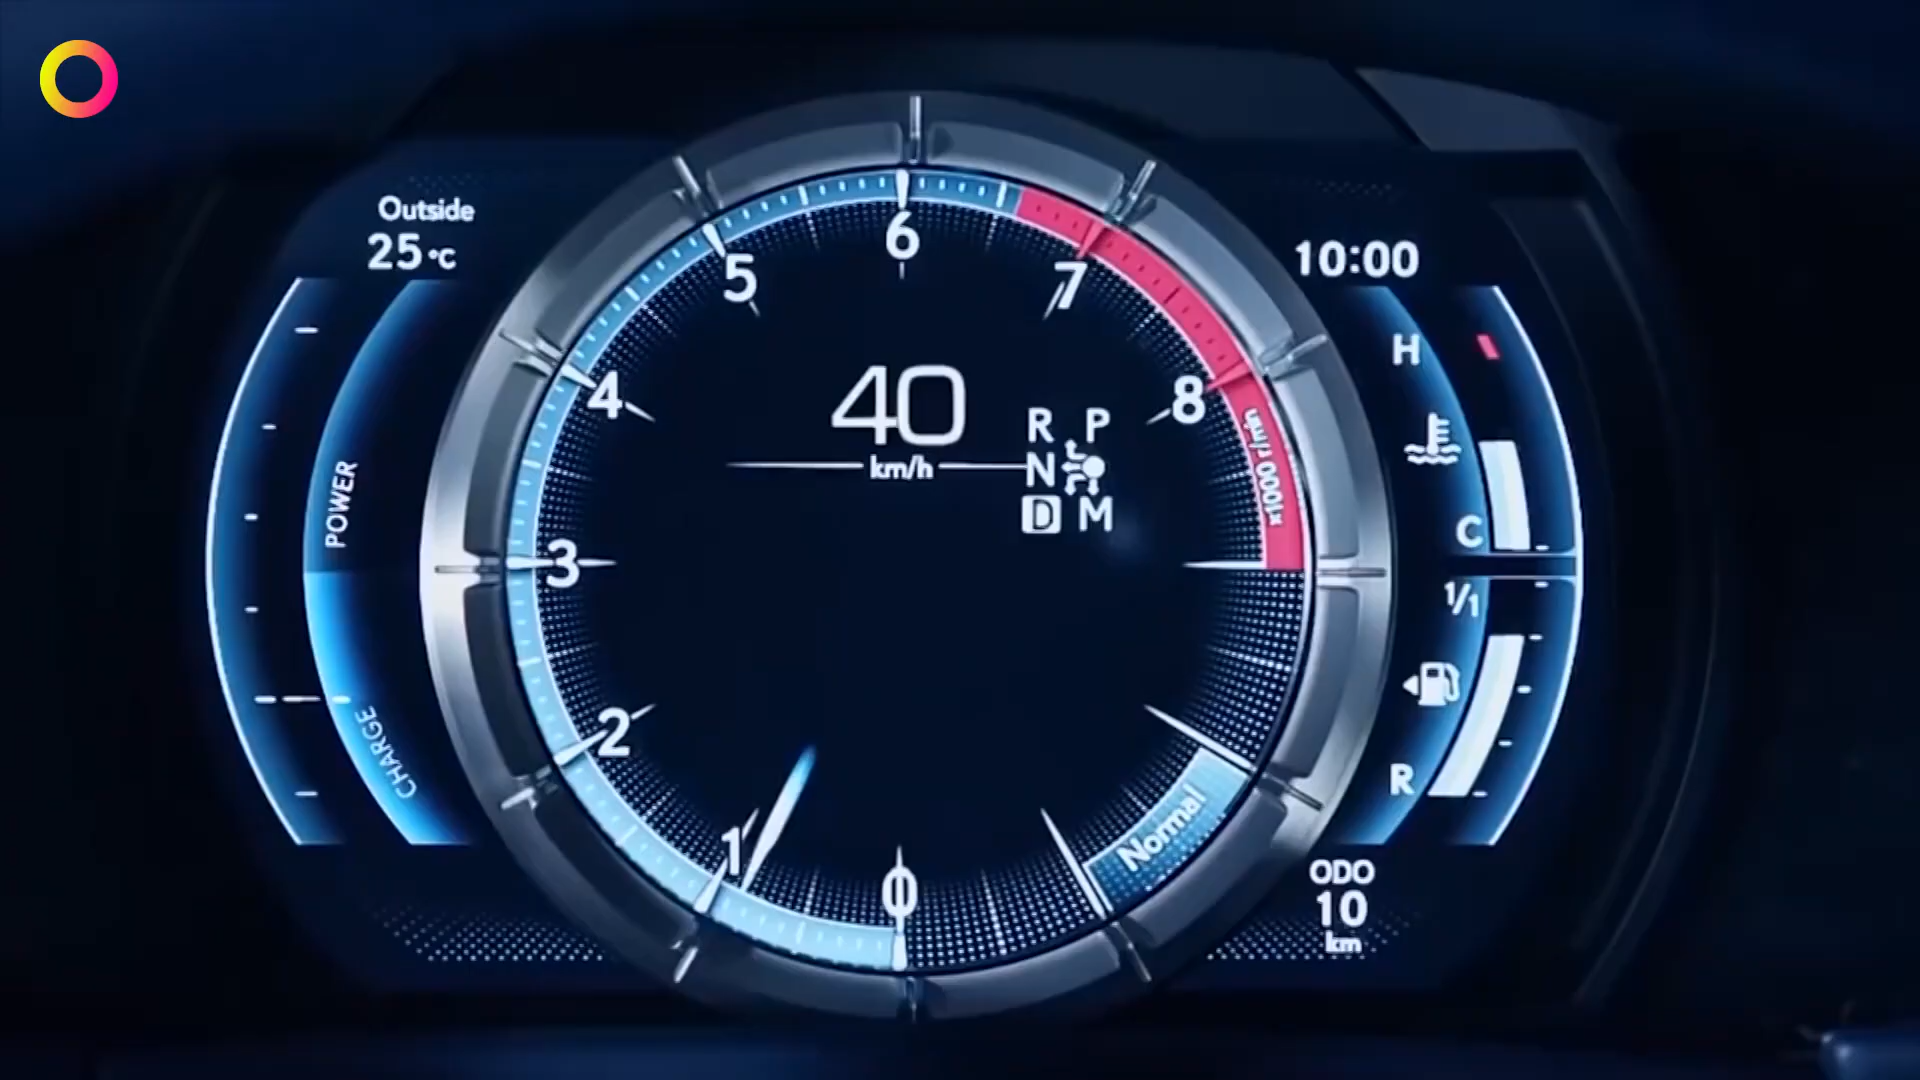 Outside
25°C
10:00
6
5
7
4
8
3
2
1
0
40
km/h
R P
N
D M
x1000 r/min
Normal
POWER
CHARGE
H
C
1/1
R
ODO
10
km